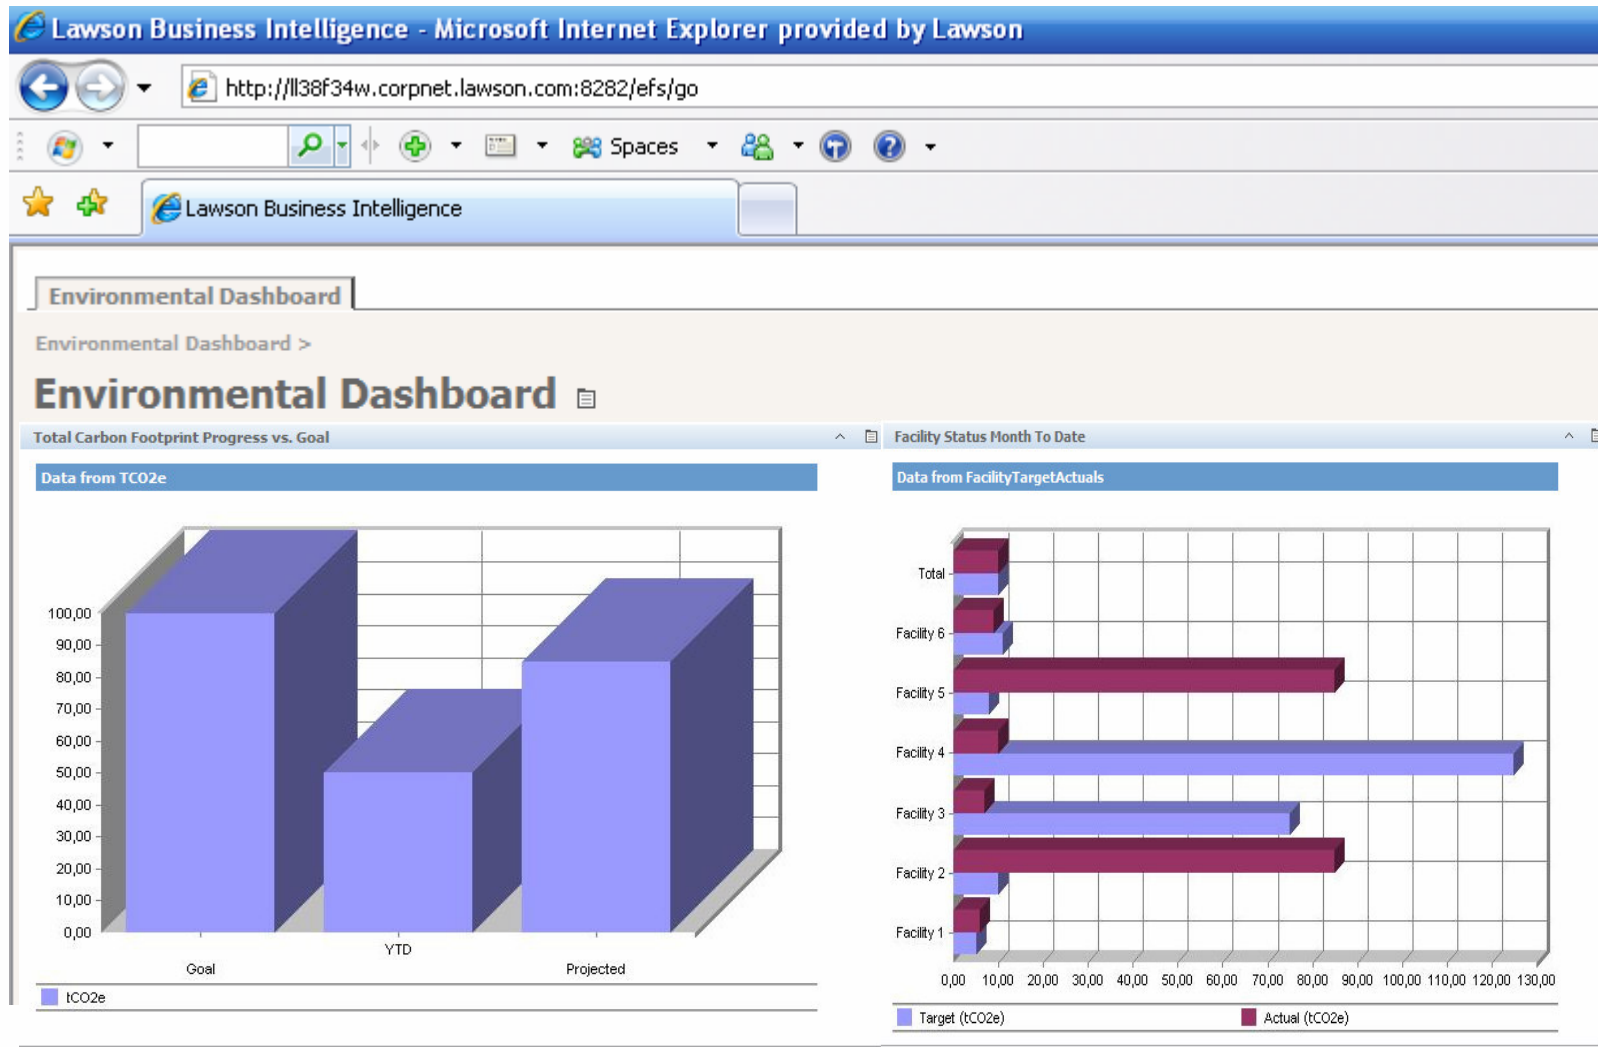 Lawson Business Intelligence - Microsoft Internet Explorer provided by Lawson
http://ll38f34w.corpnet.lawson.com:8282/efs/go
Spaces
Lawson Business Intelligence
Environmental Dashboard
Environmental Dashboard >
Environmental Dashboard
Total Carbon Footprint Progress vs. Goal
Data from TCO2e
100,00
90,00
80,00
70,00
60,00
50,00
40,00
30,00
20,00
10,00
0,00
Goal
YTD
Projected
tCO2e
Facility Status Month To Date
Data from FacilityTargetActuals
Total
Facility 6
Facility 5
Facility 4
Facility 3
Facility 2
Facility 1
0,00 10,00 20,00 30,00 40,00 50,00 60,00 70,00 80,00 90,00 100,00 110,00 120,00 130,00
Target (tCO2e) Actual (tCO2e)